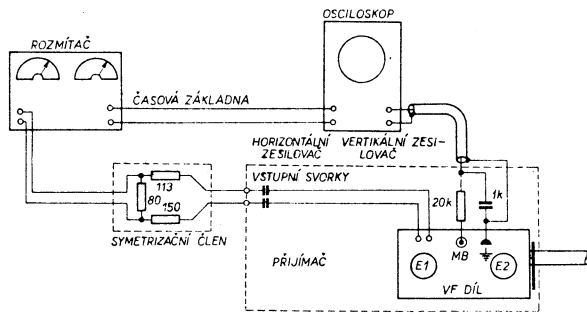 OSCILOSKOP
ROZMÍTAČ
ČASOVÁ ZÁKLADNA
HORIZONTÁLNÍ
ZESILOVAČ
VERTIKÁLNÍ ZESI-
LOVAČ
VSTUPNÍ SVORKY
113
80
150
SYMETRIZAČNÍ ČLEN
20k
1k
MB
PŘIJÍMAČ
E1
E2
VF DÍL